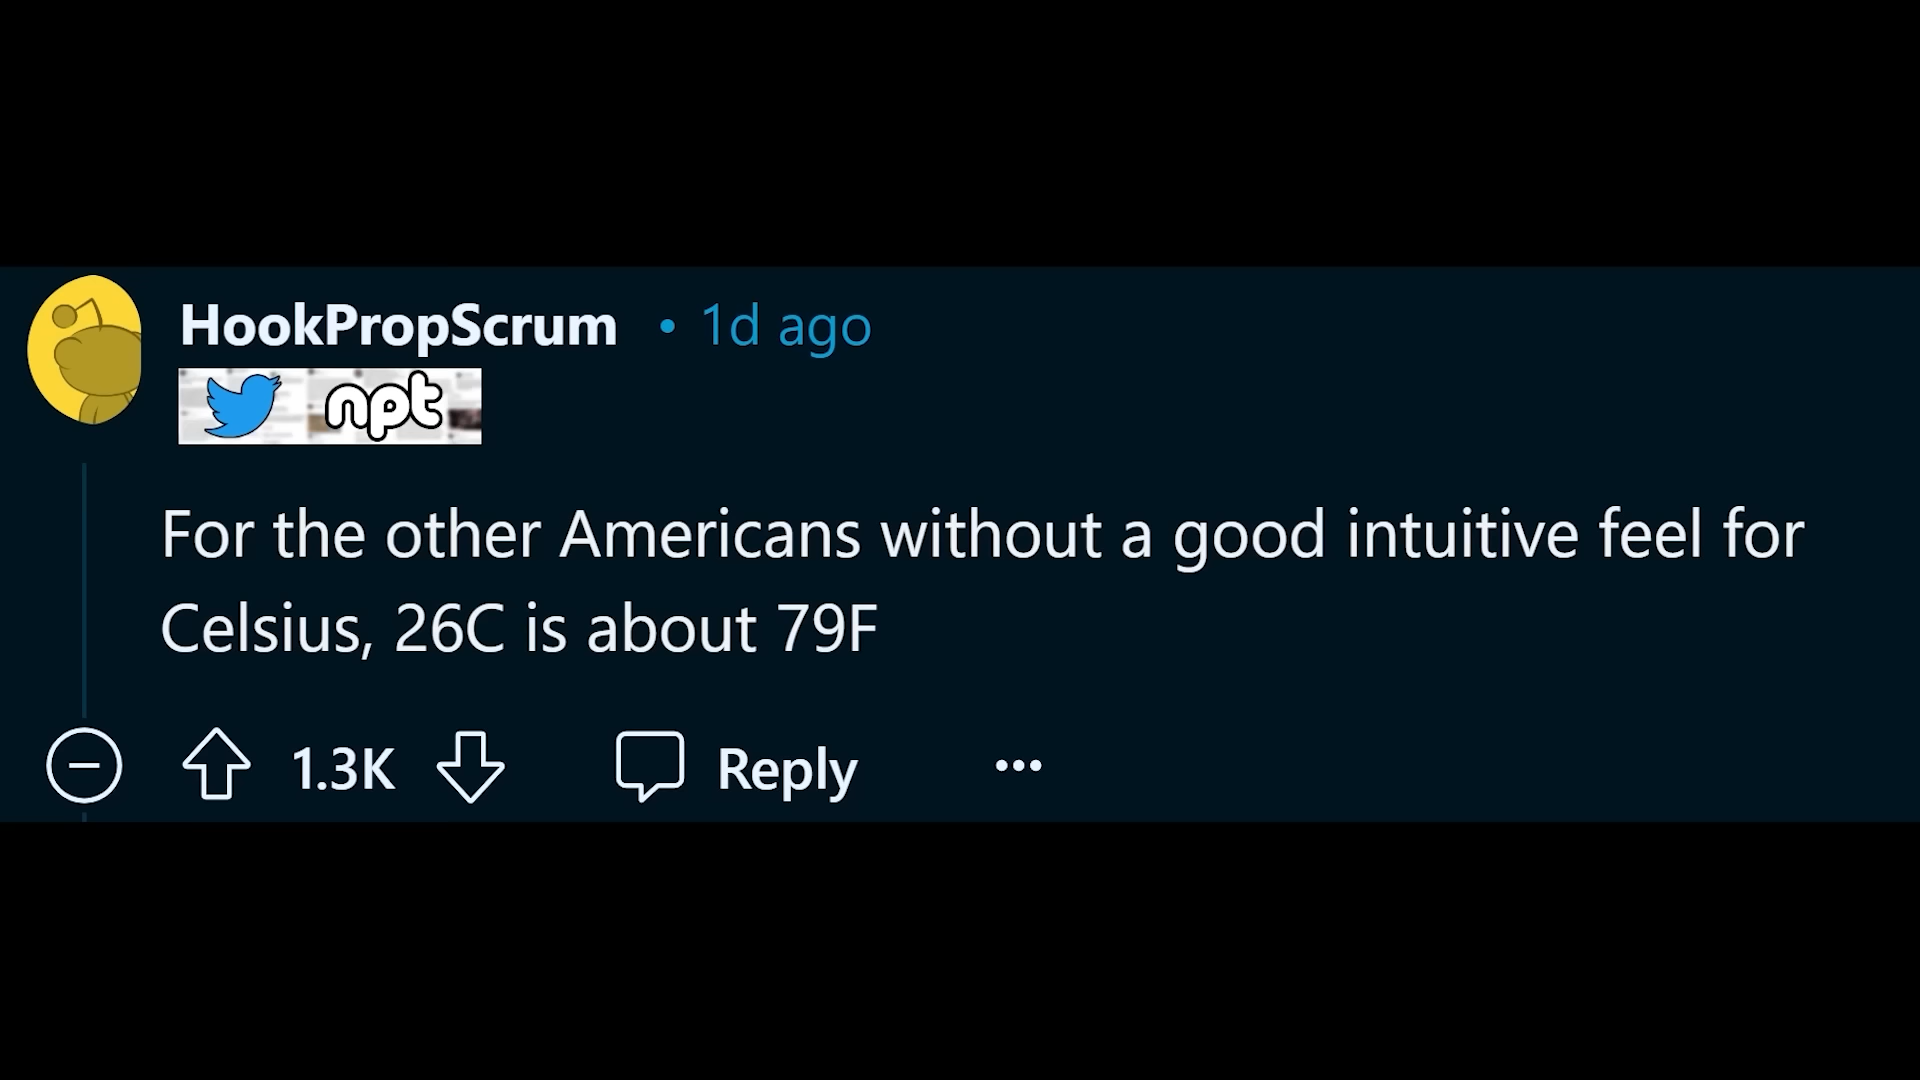 HookPropScrum • 1d ago
npt
For the other Americans without a good intuitive feel for
Celsius, 26C is about 79F
1.3K Reply ...